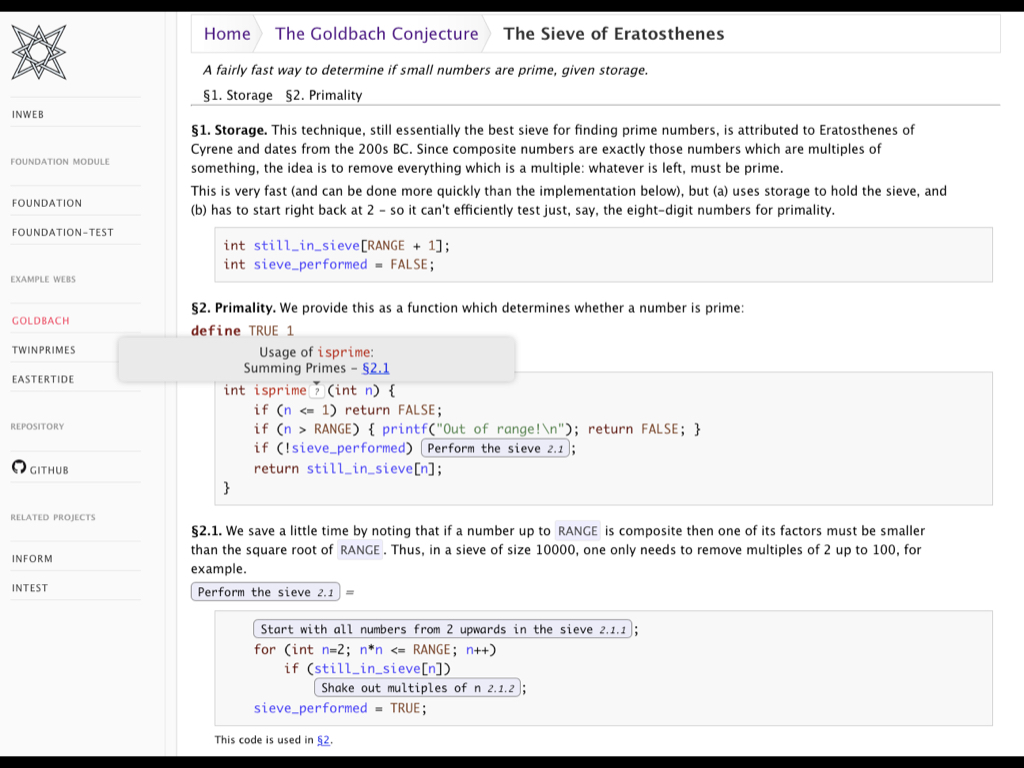 Home The Goldbach Conjecture The Sieve of Eratosthenes
A fairly fast way to determine if small numbers are prime, given storage.
§1. Storage §2. Primality
INWEB
FOUNDATION MODULE
FOUNDATION
FOUNDATION-TEST
EXAMPLE WEBS
GOLDBACH
TWINPRIMES
EASTERTIDE
REPOSITORY
GITHUB
RELATED PROJECTS
INFORM
INTEST
§1. Storage. This technique, still essentially the best sieve for finding prime numbers, is attributed to Eratosthenes of
Cyrene and dates from the 200s BC. Since composite numbers are exactly those numbers which are multiples of
something, the idea is to remove everything which is a multiple: whatever is left, must be prime.
This is very fast (and can be done more quickly than the implementation below), but (a) uses storage to hold the sieve, and
(b) has to start right back at 2 – so it can't efficiently test just, say, the eight-digit numbers for primality.
int still_in_sieve[RANGE + 1];
int sieve_performed = FALSE;
§2. Primality. We provide this as a function which determines whether a number is prime:
define TRUE 1
Usage of isprime:
Summing Primes – §2.1
int isprime ? (int n) {
if (n <= 1) return FALSE;
if (n > RANGE) { printf("Out of range!\n"); return FALSE; }
if (!sieve_performed) Perform the sieve 2.1;
return still_in_sieve[n];
}
§2.1. We save a little time by noting that if a number up to RANGE is composite then one of its factors must be smaller
than the square root of RANGE. Thus, in a sieve of size 10000, one only needs to remove multiples of 2 up to 100, for
example.
Perform the sieve 2.1 =
Start with all numbers from 2 upwards in the sieve 2.1.1;
for (int n=2; n*n <= RANGE; n++)
if (still_in_sieve[n])
Shake out multiples of n 2.1.2;
sieve_performed = TRUE;
This code is used in §2.